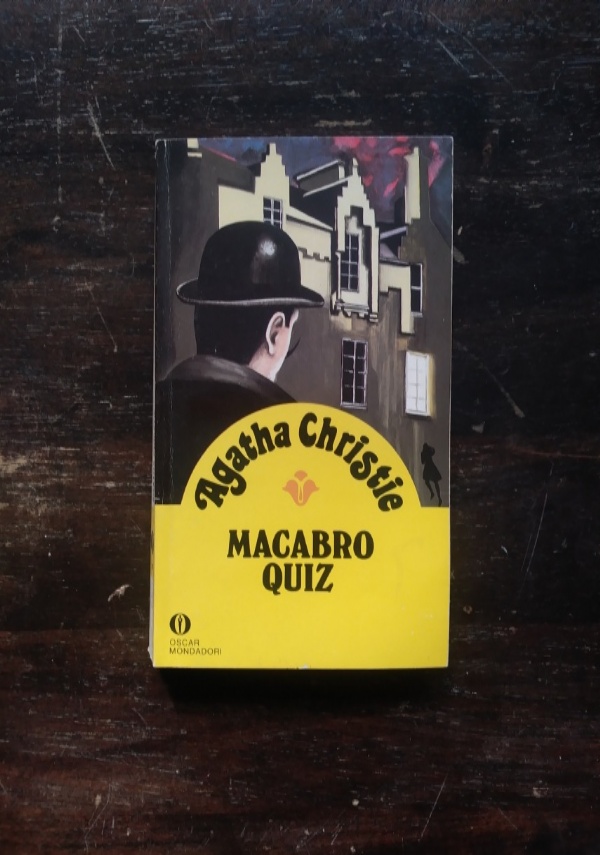 Agatha Christie
MACABRO
QUIZ
OSCAR
MONDADORI